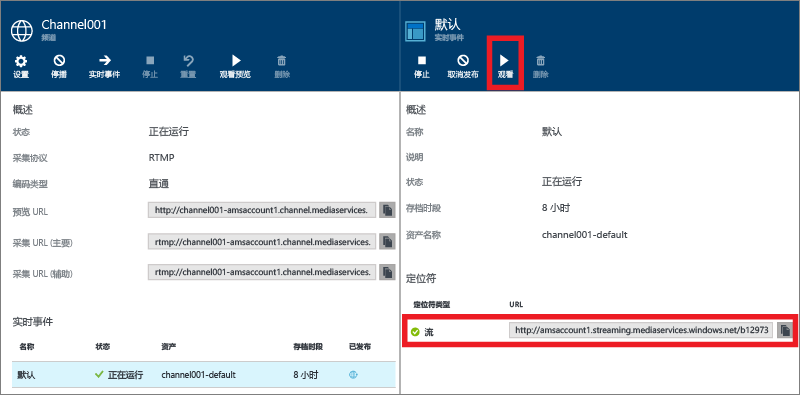 Channel001
频道
设置
停播
实时事件
停止
重置
观看预览
删除
概述
状态 正在运行
采集协议 RTMP
编码类型 直通
预览 URL http://channel001-amsaccount1.channel.mediaservices.
采集 URL (主要) rtmp://channel001-amsaccount1.channel.mediaservices.
采集 URL (辅助) rtmp://channel001-amsaccount1.channel.mediaservices.
实时事件
名称 状态 资产 存档时段 已发布
默认 正在运行 channel001-default 8 小时
默认
实时事件
停止
取消发布
观看
删除
概述
名称 默认
说明
状态 正在运行
存档时段 8 小时
资产名称 channel001-default
定位符
定位符类型 URL
流 http://amsaccount1.streaming.mediaservices.windows.net/b12973